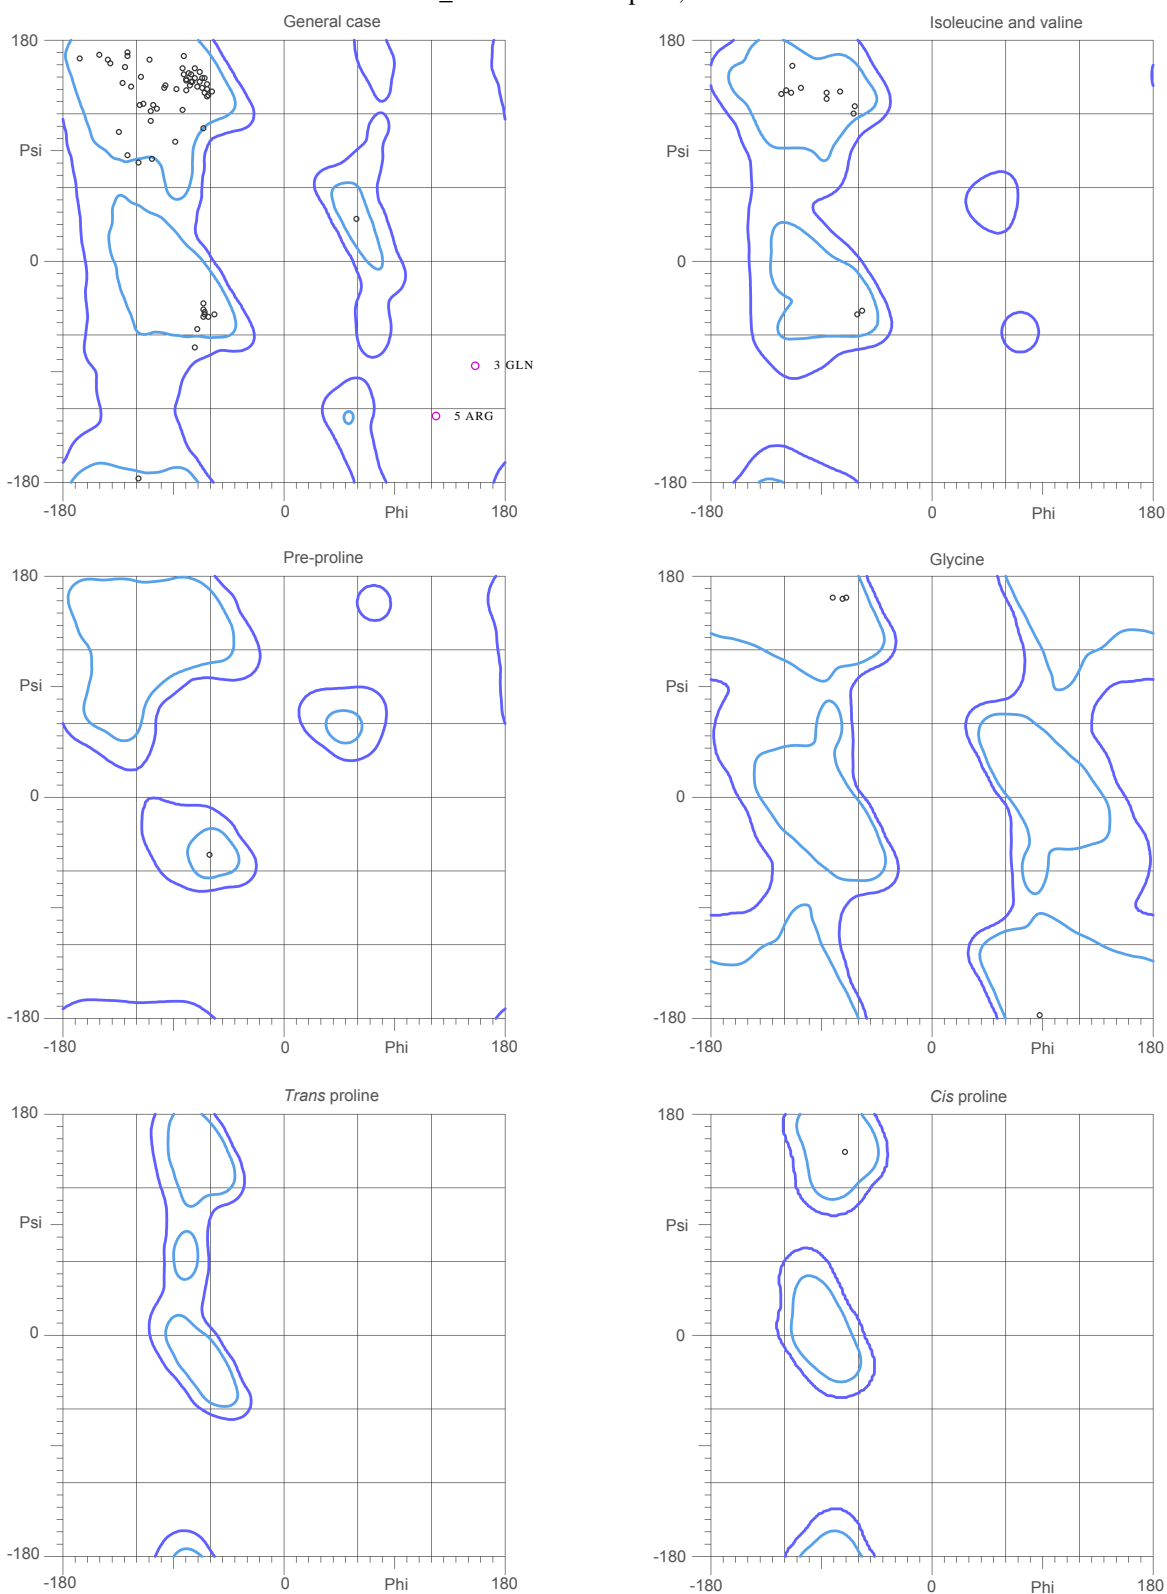 General case
Isoleucine and valine
180
Psi
0
-180
3 GLN
5 ARG
-180
0
Phi
180
180
Psi
0
-180
-180
0
Phi
180
Pre-proline
Glycine
180
Psi
0
-180
-180
0
Phi
180
180
Psi
0
-180
-180
0
Phi
180
Trans proline
Cis proline
180
Psi
0
-180
-180
0
Phi
180
180
Psi
0
-180
-180
0
Phi
180